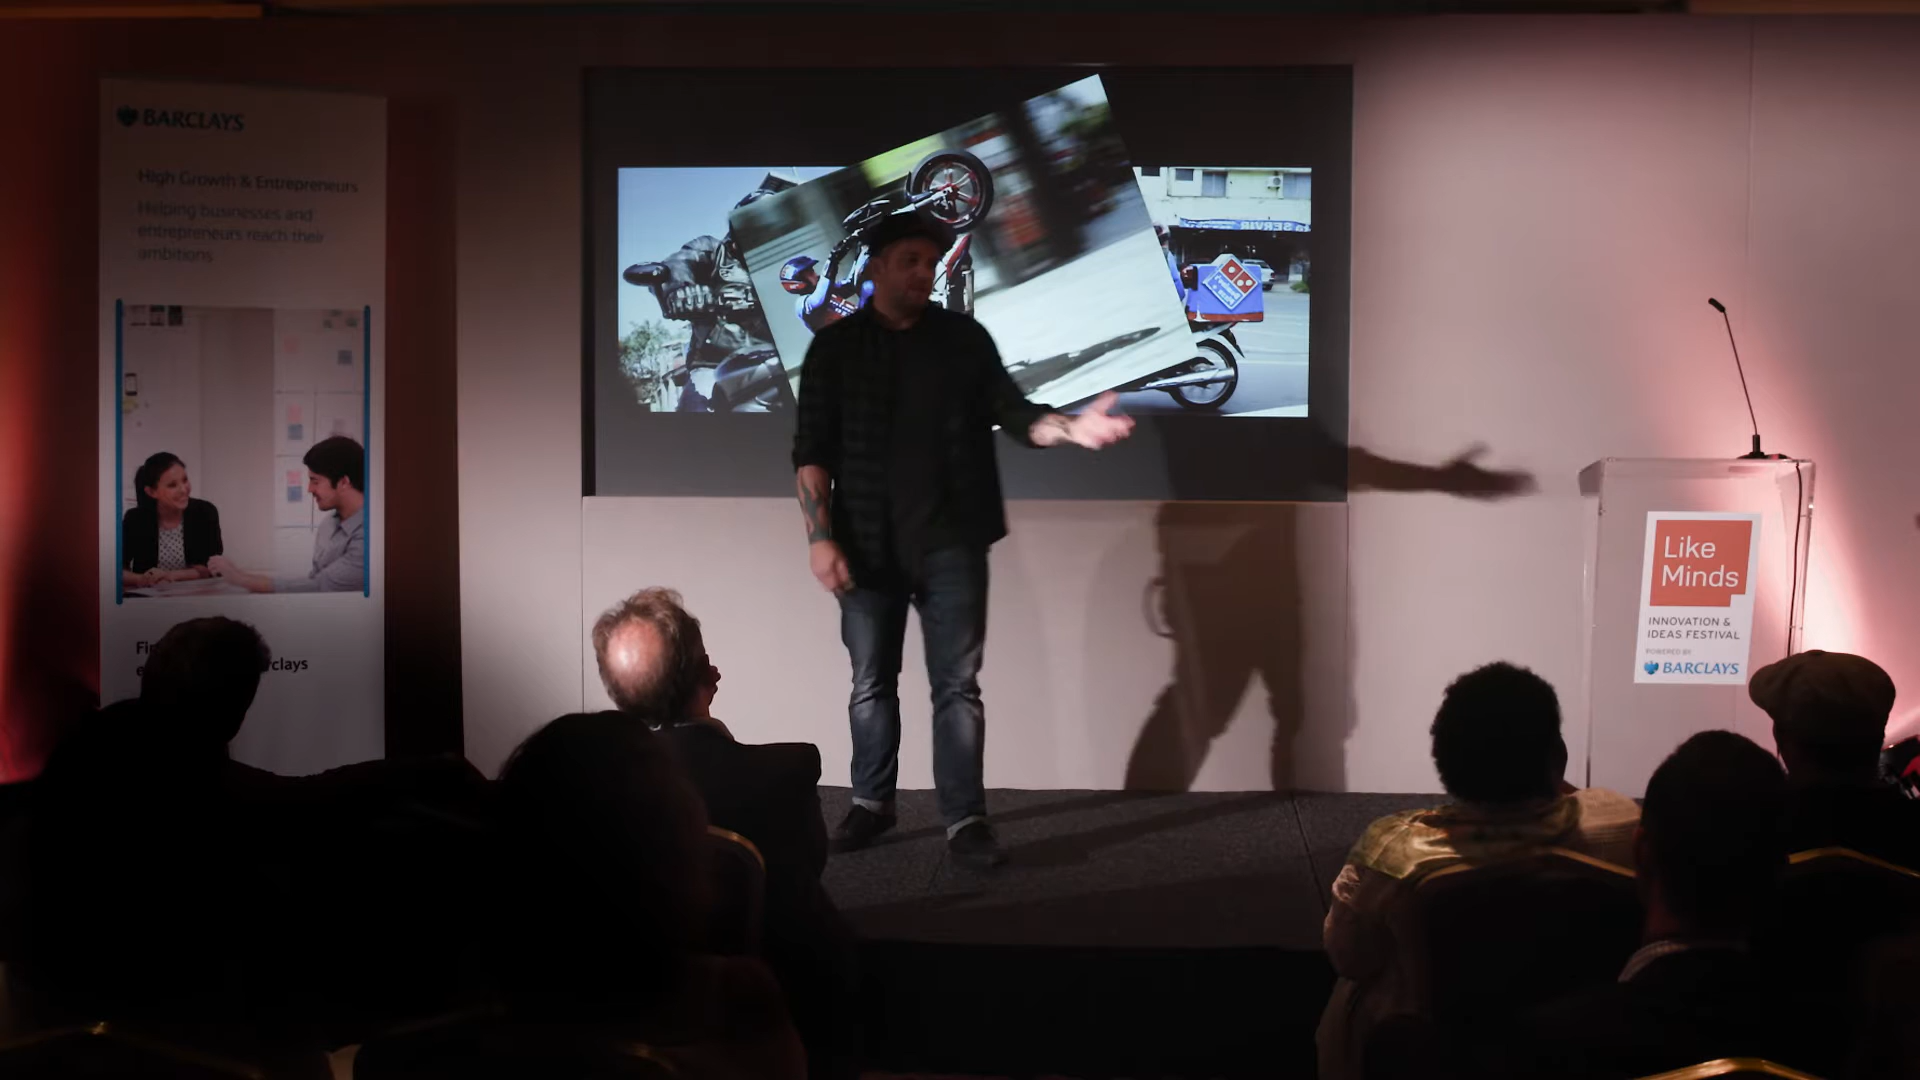 BARCLAYS
High Growth & Entrepreneurs
Helping businesses and
entrepreneurs reach their
ambitions
Like
Minds
INNOVATION &
IDEAS FESTIVAL
POWERED BY
BARCLAYS